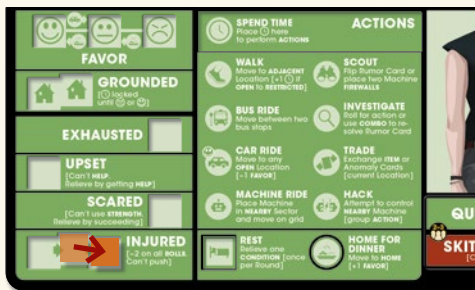 FAVOR
GROUNDED
[🕒 locked
until 😐 or 🙂]
EXHAUSTED
UPSET
[Can't HELP.
Relieve by getting HELP]
SCARED
[Can't use STRENGTH.
Relieve by succeeding]
INJURED
[-2 on all ROLLS.
Can't push]
SPEND TIME
Place 🕒 here
to perform ACTIONS
ACTIONS
WALK
Move to ADJACENT
Location [+1 🕒 if
OPEN to RESTRICTED]
SCOUT
Flip Rumor Card or
place two Machine
FIREWALLS
BUS RIDE
Move between two
bus stops
INVESTIGATE
Roll for action or
use COMBO to re-
solve Rumor Card
CAR RIDE
Move to any
OPEN Location
[-1 FAVOR]
TRADE
Exchange ITEM or
Anomaly Cards
[current Location]
MACHINE RIDE
Place Machine
in NEARBY Sector
and move on grid
HACK
Attempt to control
NEARBY Machine
[group ACTION]
REST
Relieve one
CONDITION [once
per Round]
HOME FOR
DINNER
Move to HOME
[+1 FAVOR]
QU
SKIT